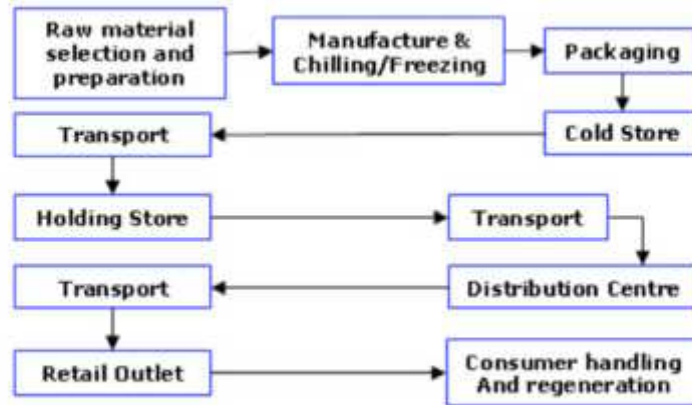 Raw material
selection and
preparation
Manufacture &
Chilling/Freezing
Packaging
Cold Store
Transport
Holding Store
Transport
Distribution Centre
Transport
Retail Outlet
Consumer handling
And regeneration